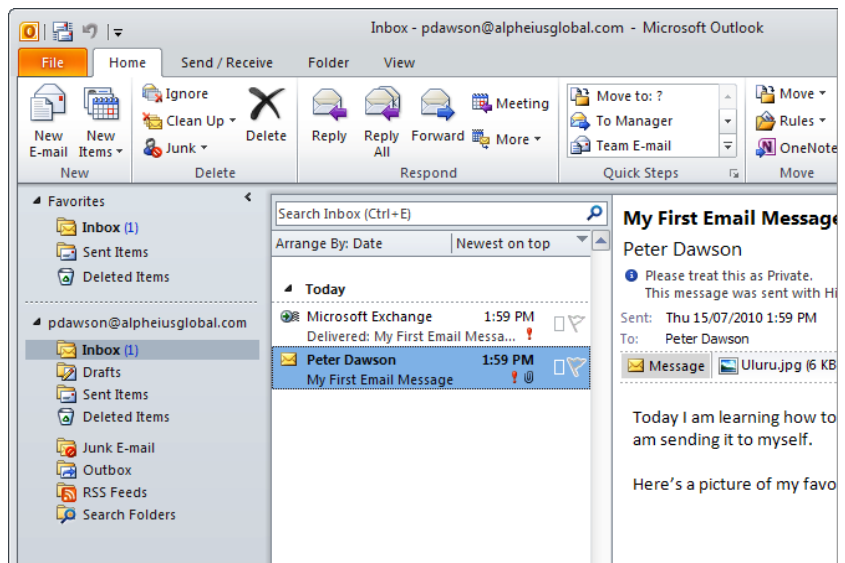 Inbox - pdawson@alpheiusglobal.com - Microsoft Outlook
File Home Send / Receive Folder View
New E-mail
New Items
Ignore
Clean Up
Junk
Delete
Reply
Reply All
Forward
Meeting
More
Move to: ?
To Manager
Team E-mail
Move
Rules
OneNote
New Delete Respond Quick Steps Move
Favorites
Inbox (1)
Sent Items
Deleted Items
pdawson@alpheiusglobal.com
Inbox (1)
Drafts
Sent Items
Deleted Items
Junk E-mail
Outbox
RSS Feeds
Search Folders
Search Inbox (Ctrl+E)
Arrange By: Date Newest on top
Today
Microsoft Exchange 1:59 PM
Delivered: My First Email Messa...
Peter Dawson 1:59 PM
My First Email Message
My First Email Message
Peter Dawson
Please treat this as Private.
This message was sent with Hi
Sent: Thu 15/07/2010 1:59 PM
To: Peter Dawson
Message Uluru.jpg (6 KB
Today I am learning how to
am sending it to myself.
Here's a picture of my favo